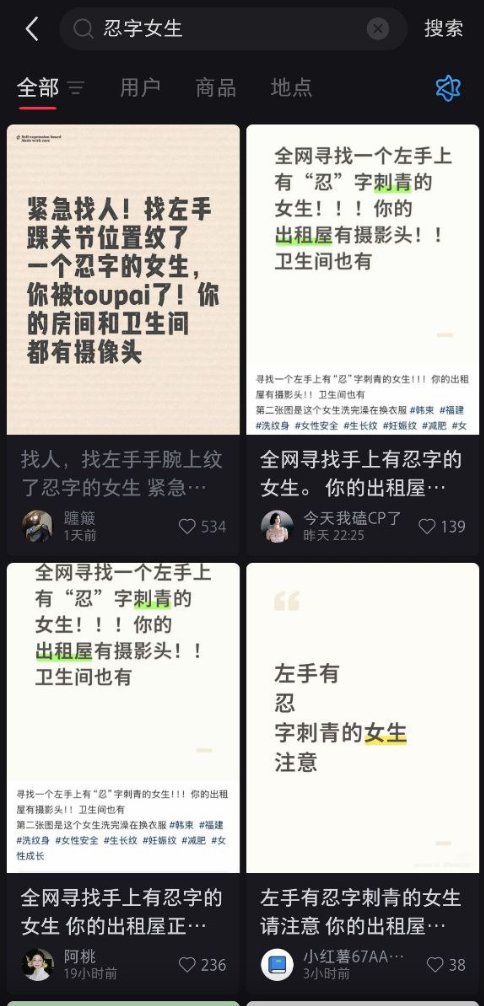 忍字女生
搜索
全部
用户
商品
地点
Self-expression board
Made with care
紧急找人！找左手
踝关节位置纹了
一个忍字的女生，
你被toupai了！你
的房间和卫生间
都有摄像头
找人，找左手手腕上纹
了忍字的女生 紧急…
1天前
534
全网寻找一个左手上
有“忍”字刺青的
女生！！！你的
出租屋有摄影头！！
卫生间也有
寻找一个左手上有“忍”字刺青的女生!!! 你的出租
屋有摄影头!! 卫生间也有
第二张图是这个女生洗完澡在换衣服 #韩束 #福建
#洗纹身 #女性安全 #生长纹 #妊娠纹 #减肥 #女
全网寻找手上有忍字的
女生。 你的出租屋…
今天我磕CP了
昨天 22:25
139
全网寻找一个左手上
有“忍”字刺青的
女生！！！你的
出租屋有摄影头！！
卫生间也有
寻找一个左手上有“忍”字刺青的女生!!! 你的出租
屋有摄影头!! 卫生间也有
第二张图是这个女生洗完澡在换衣服 #韩束 #福建
#洗纹身 #女性安全 #生长纹 #妊娠纹 #减肥 #女
性成长
全网寻找手上有忍字的
女生 你的出租屋正…
阿桃
19小时前
236
左手有
忍
字刺青的女生
注意
左手有忍字刺青的女生
请注意 你的出租屋…
小红薯67AA…
3小时前
38